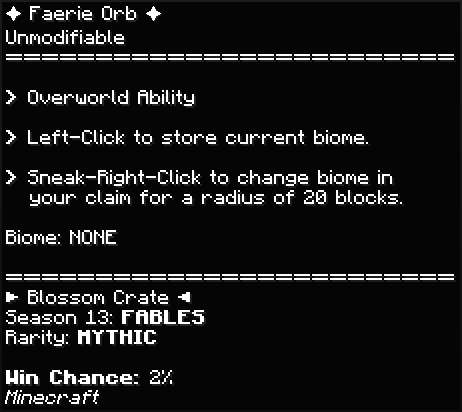 ✦ Faerie Orb ✦
Unmodifiable
==============================
> Overworld Ability
> Left-Click to store current biome.
> Sneak-Right-Click to change biome in
your claim for a radius of 20 blocks.
Biome: NONE
==============================
► Blossom Crate ◄
Season 13: FABLES
Rarity: MYTHIC
Win Chance: 2%
Minecraft